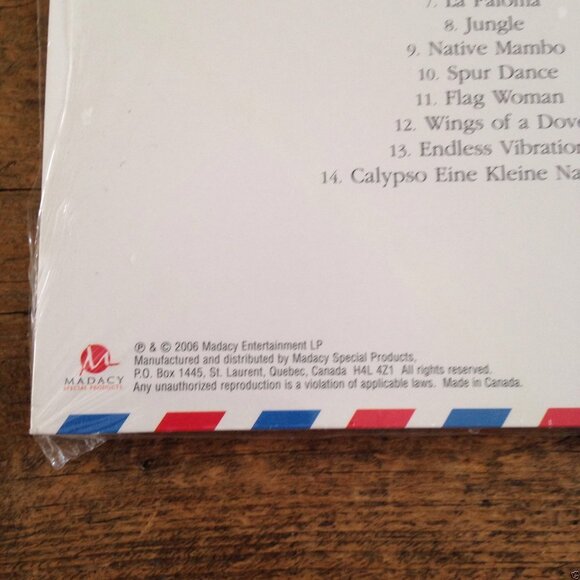 7. La Paloma
8. Jungle
9. Native Mambo
10. Spur Dance
11. Flag Woman
12. Wings of a Dove
13. Endless Vibration
14. Calypso Eine Kleine Na
℗ & © 2006 Madacy Entertainment LP
Manufactured and distributed by Madacy Special Products,
P.O. Box 1445, St. Laurent, Quebec, Canada H4L 4Z1 All rights reserved.
Any unauthorized reproduction is a violation of applicable laws. Made in Canada.
M
MADACY
SPECIAL PRODUCTS